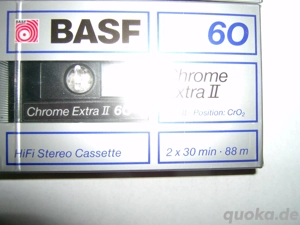 BASF 60
Chrome
Extra II
Chrome Extra II 60
Position: CrO₂
HiFi Stereo Cassette 2 x 30 min · 88 m
quoka.de